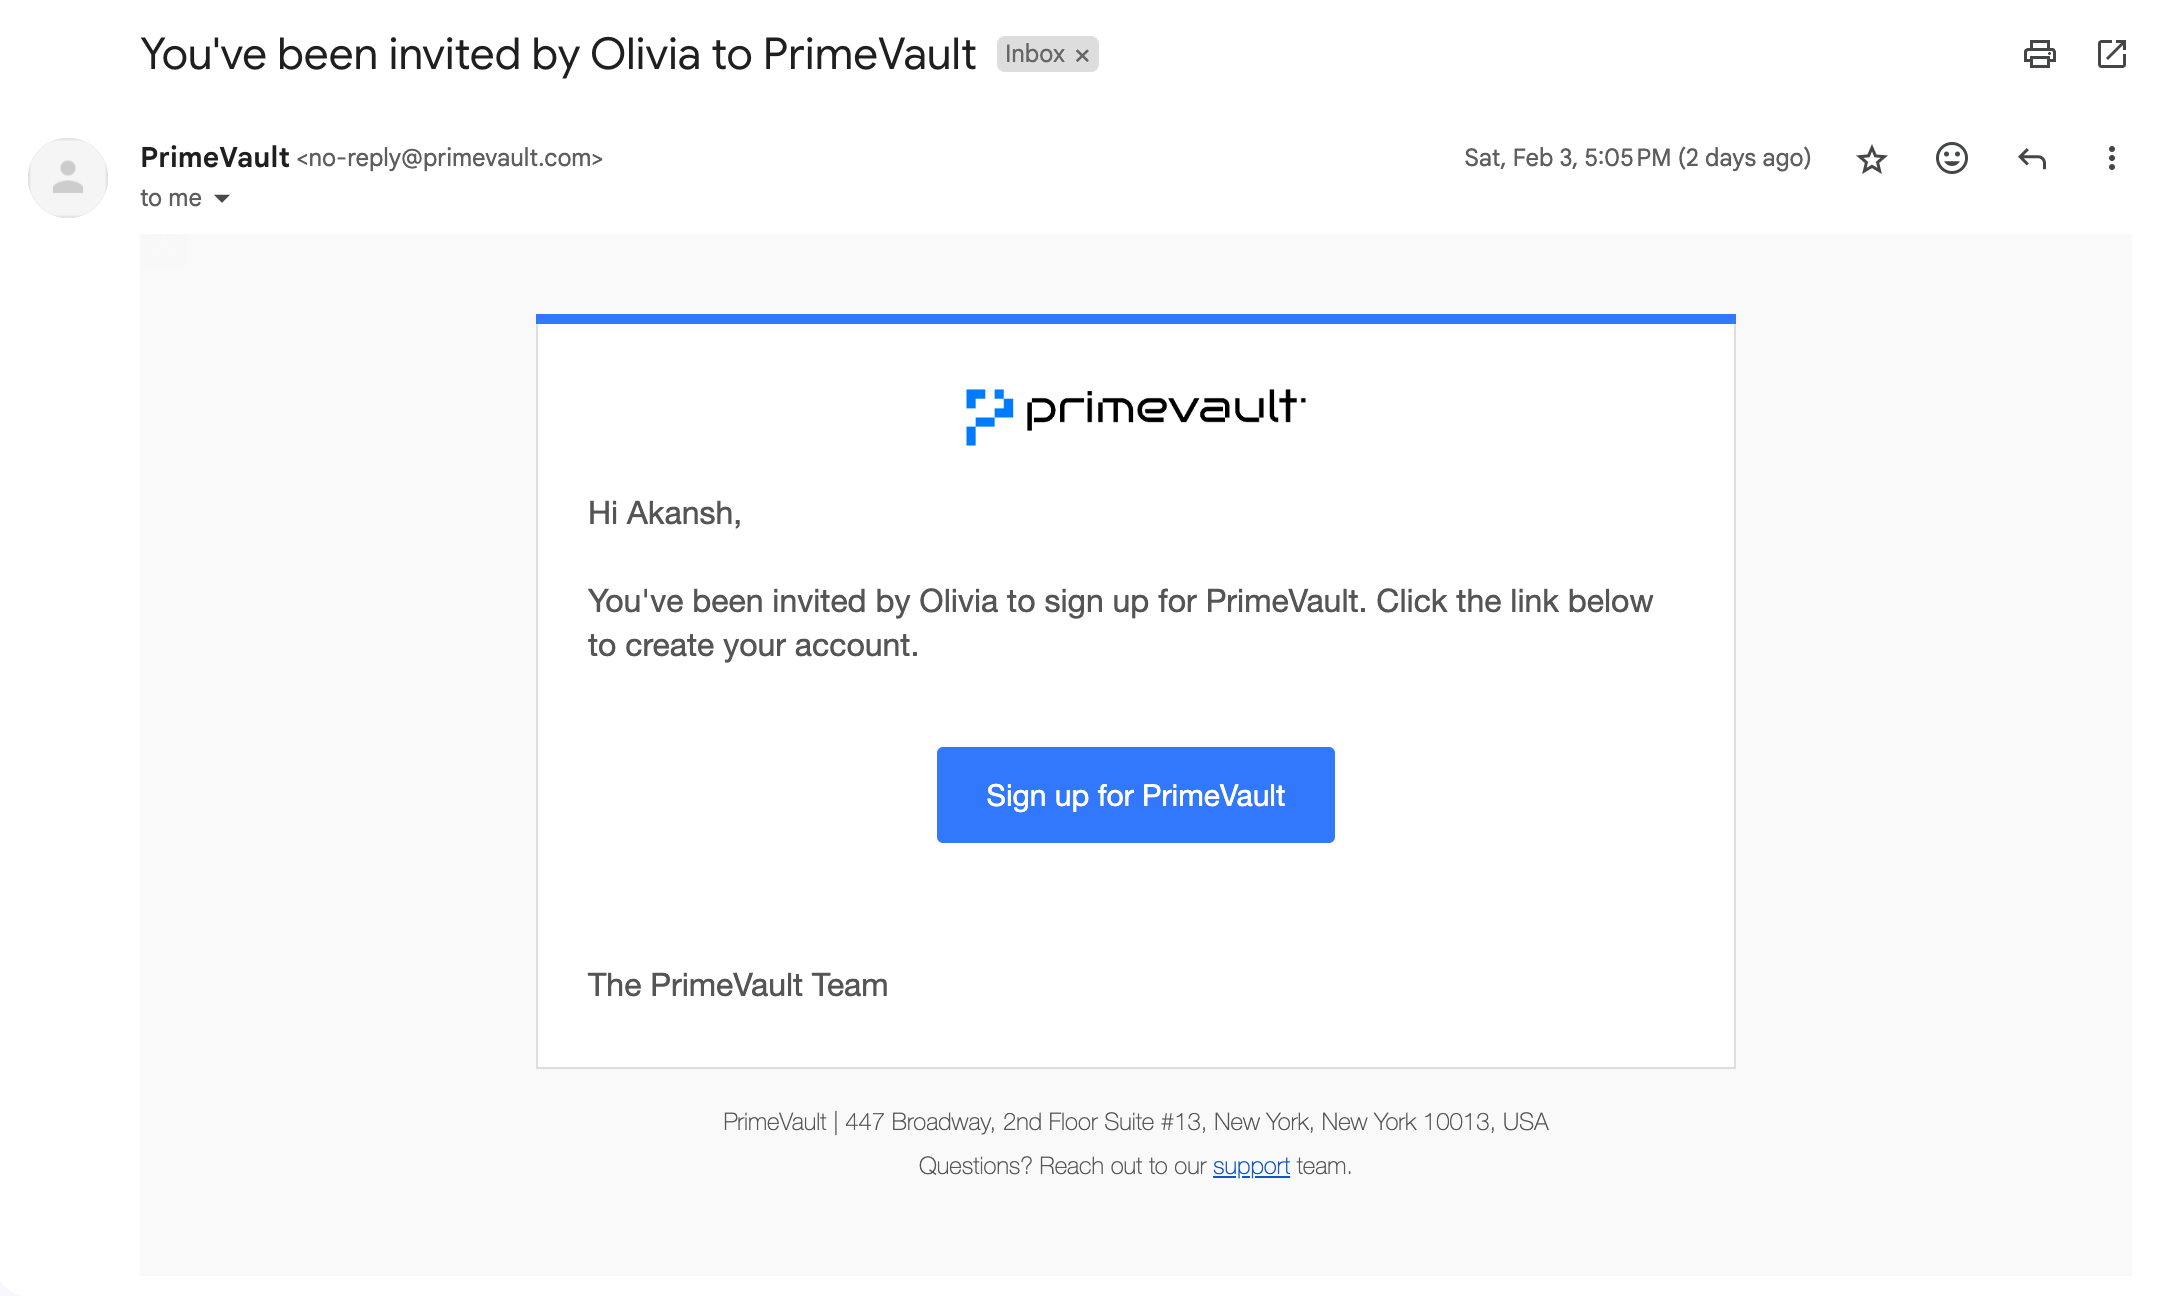 You've been invited by Olivia to PrimeVault Inbox ×
PrimeVault <no-reply@primevault.com> Sat, Feb 3, 5:05 PM (2 days ago)
to me
primevault
Hi Akansh,
You've been invited by Olivia to sign up for PrimeVault. Click the link below
to create your account.
Sign up for PrimeVault
The PrimeVault Team
PrimeVault | 447 Broadway, 2nd Floor Suite #13, New York, New York 10013, USA
Questions? Reach out to our support team.